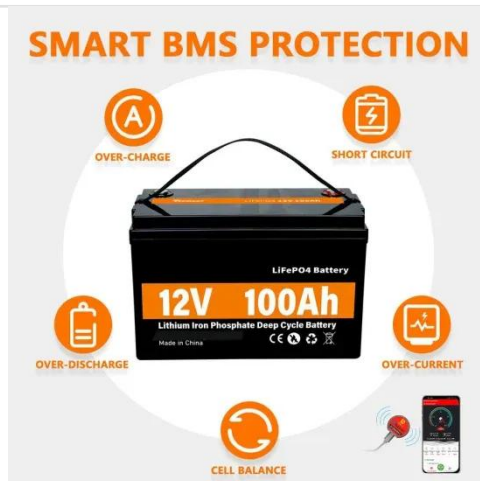 SMART BMS PROTECTION
OVER-CHARGE
SHORT CIRCUIT
LiFePO4 Battery
12V 100Ah
Lithium Iron Phosphate Deep Cycle Battery
Made in China
CE
OVER-DISCHARGE
OVER-CURRENT
CELL BALANCE